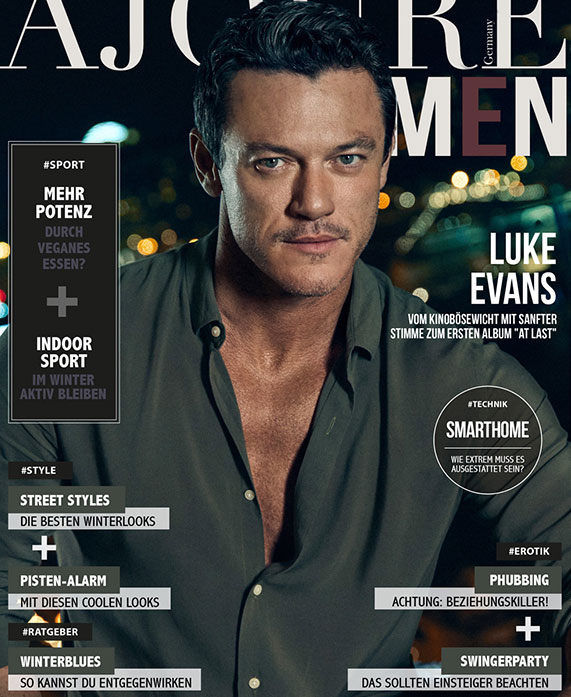 AJOURE
Germany
MEN
#SPORT
MEHR
POTENZ
DURCH
VEGANES
ESSEN?
+
INDOOR
SPORT
IM WINTER
AKTIV BLEIBEN
LUKE
EVANS
VOM KINOBÖSEWICHT MIT SANFTER
STIMME ZUM ERSTEN ALBUM "AT LAST"
#TECHNIK
SMARTHOME
WIE EXTREM MUSS ES
AUSGESTATTET SEIN?
#STYLE
STREET STYLES
DIE BESTEN WINTERLOOKS
+
PISTEN-ALARM
MIT DIESEN COOLEN LOOKS
#RATGEBER
WINTERBLUES
SO KANNST DU ENTGEGENWIRKEN
#EROTIK
PHUBBING
ACHTUNG: BEZIEHUNGSKILLER!
+
SWINGERPARTY
DAS SOLLTEN EINSTEIGER BEACHTEN